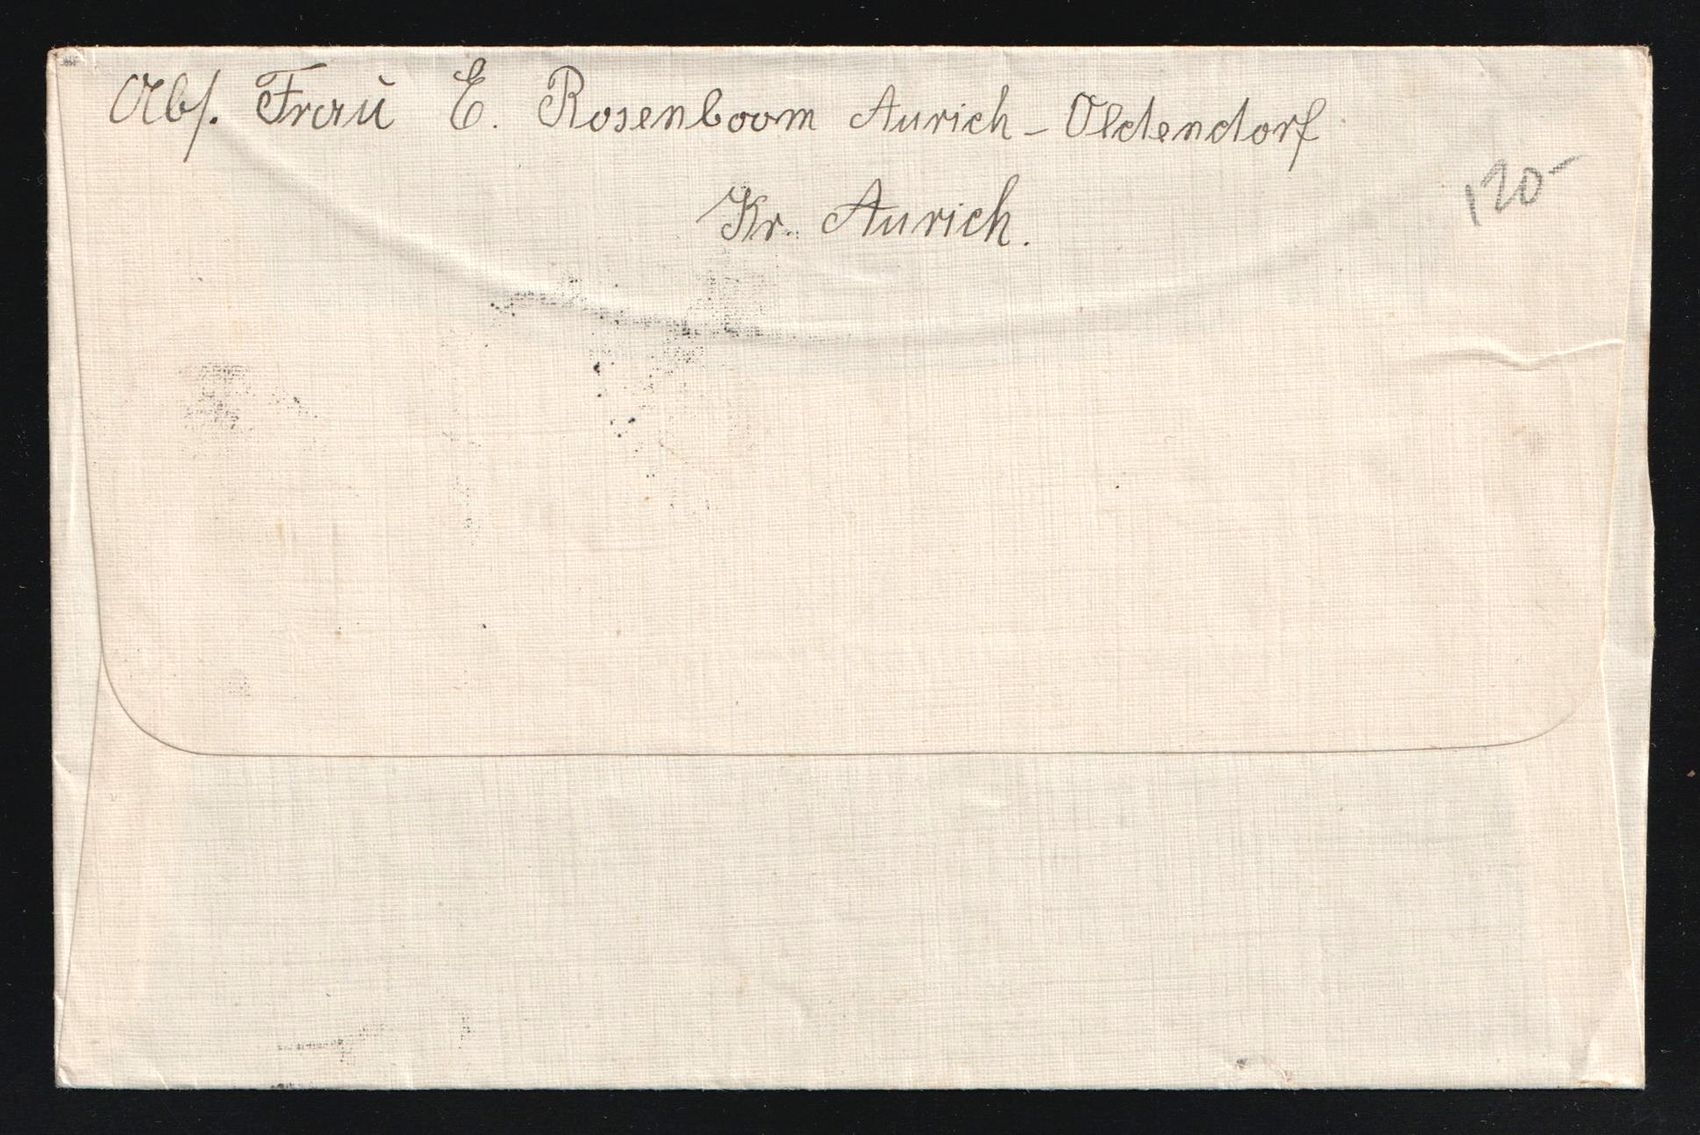 Abs. Frau E. Rosenboom Aurich-Oldendorf
Kr. Aurich.
120-